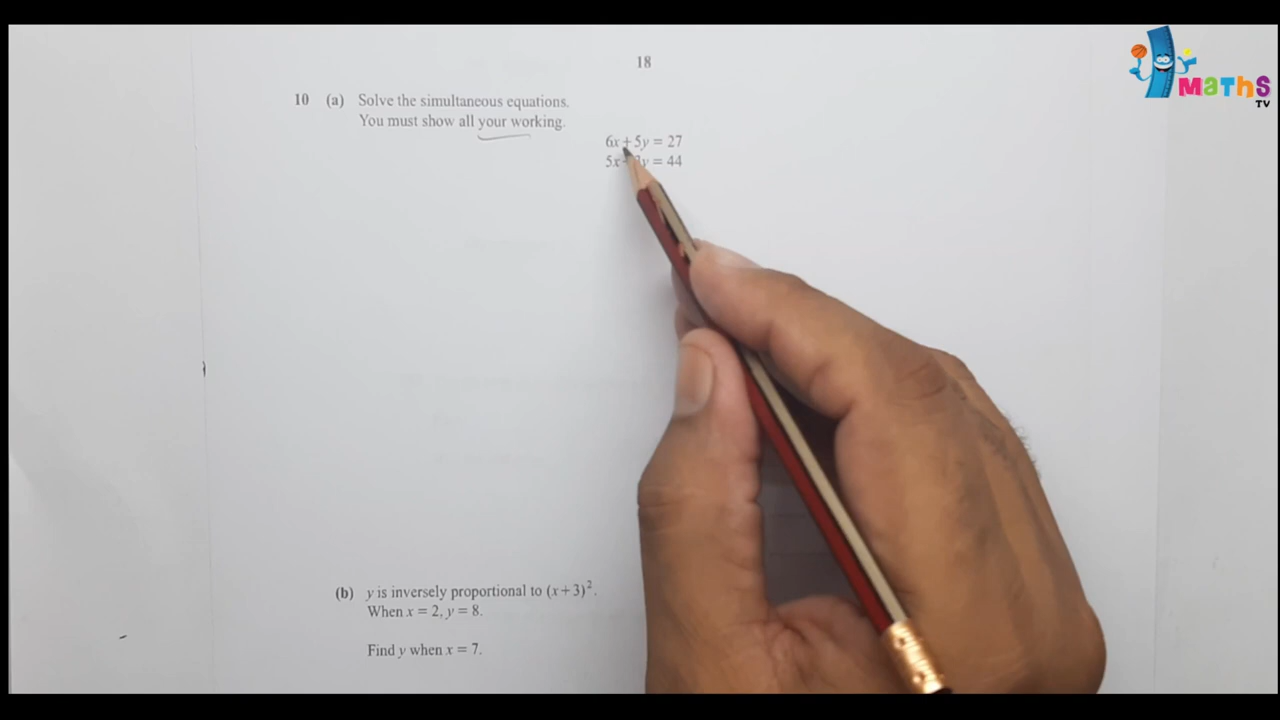 18
10 (a) Solve the simultaneous equations.
You must show all your working.
6x + 5y = 27
5x y = 44
(b) y is inversely proportional to (x + 3)².
When x = 2, y = 8.
Find y when x = 7.
MATHS
TV